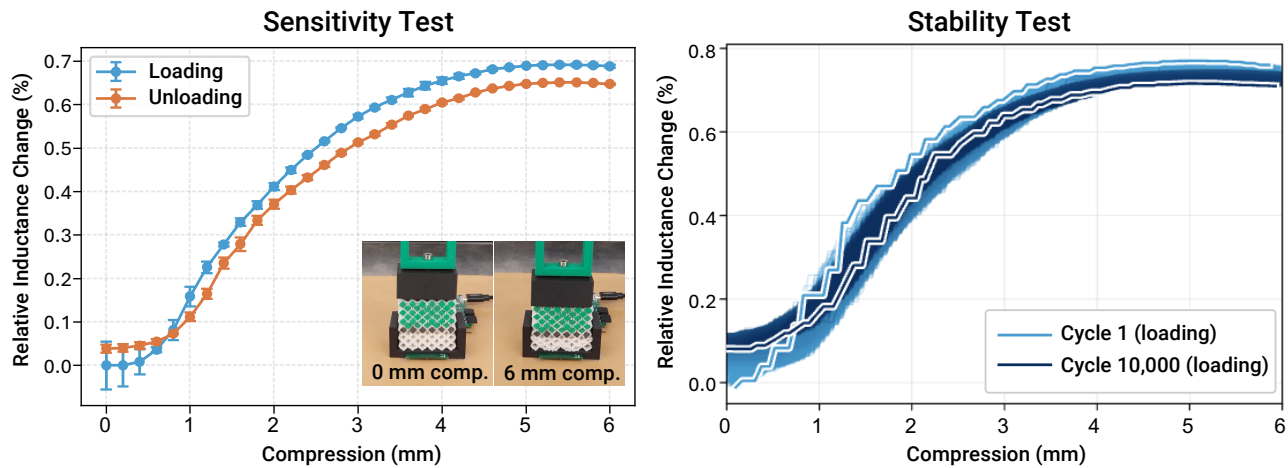 Sensitivity Test
Relative Inductance Change (%)
0.7
0.6
0.5
0.4
0.3
0.2
0.1
0.0
Loading
Unloading
0 mm comp.
6 mm comp.
0 1 2 3 4 5 6
Compression (mm)
Stability Test
Relative Inductance Change (%)
0.8
0.6
0.8
0.4
0.2
0.0
Cycle 1 (loading)
Cycle 10,000 (loading)
0 1 2 3 4 5 6
Compression (mm)